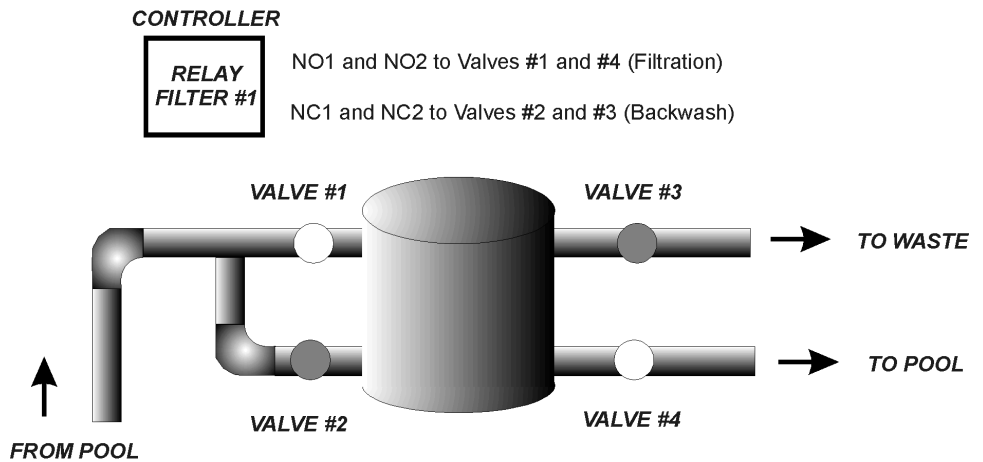 CONTROLLER
RELAY
FILTER #1
NO1 and NO2 to Valves #1 and #4 (Filtration)
NC1 and NC2 to Valves #2 and #3 (Backwash)
VALVE #1
VALVE #3
TO WASTE
TO POOL
VALVE #2
VALVE #4
FROM POOL